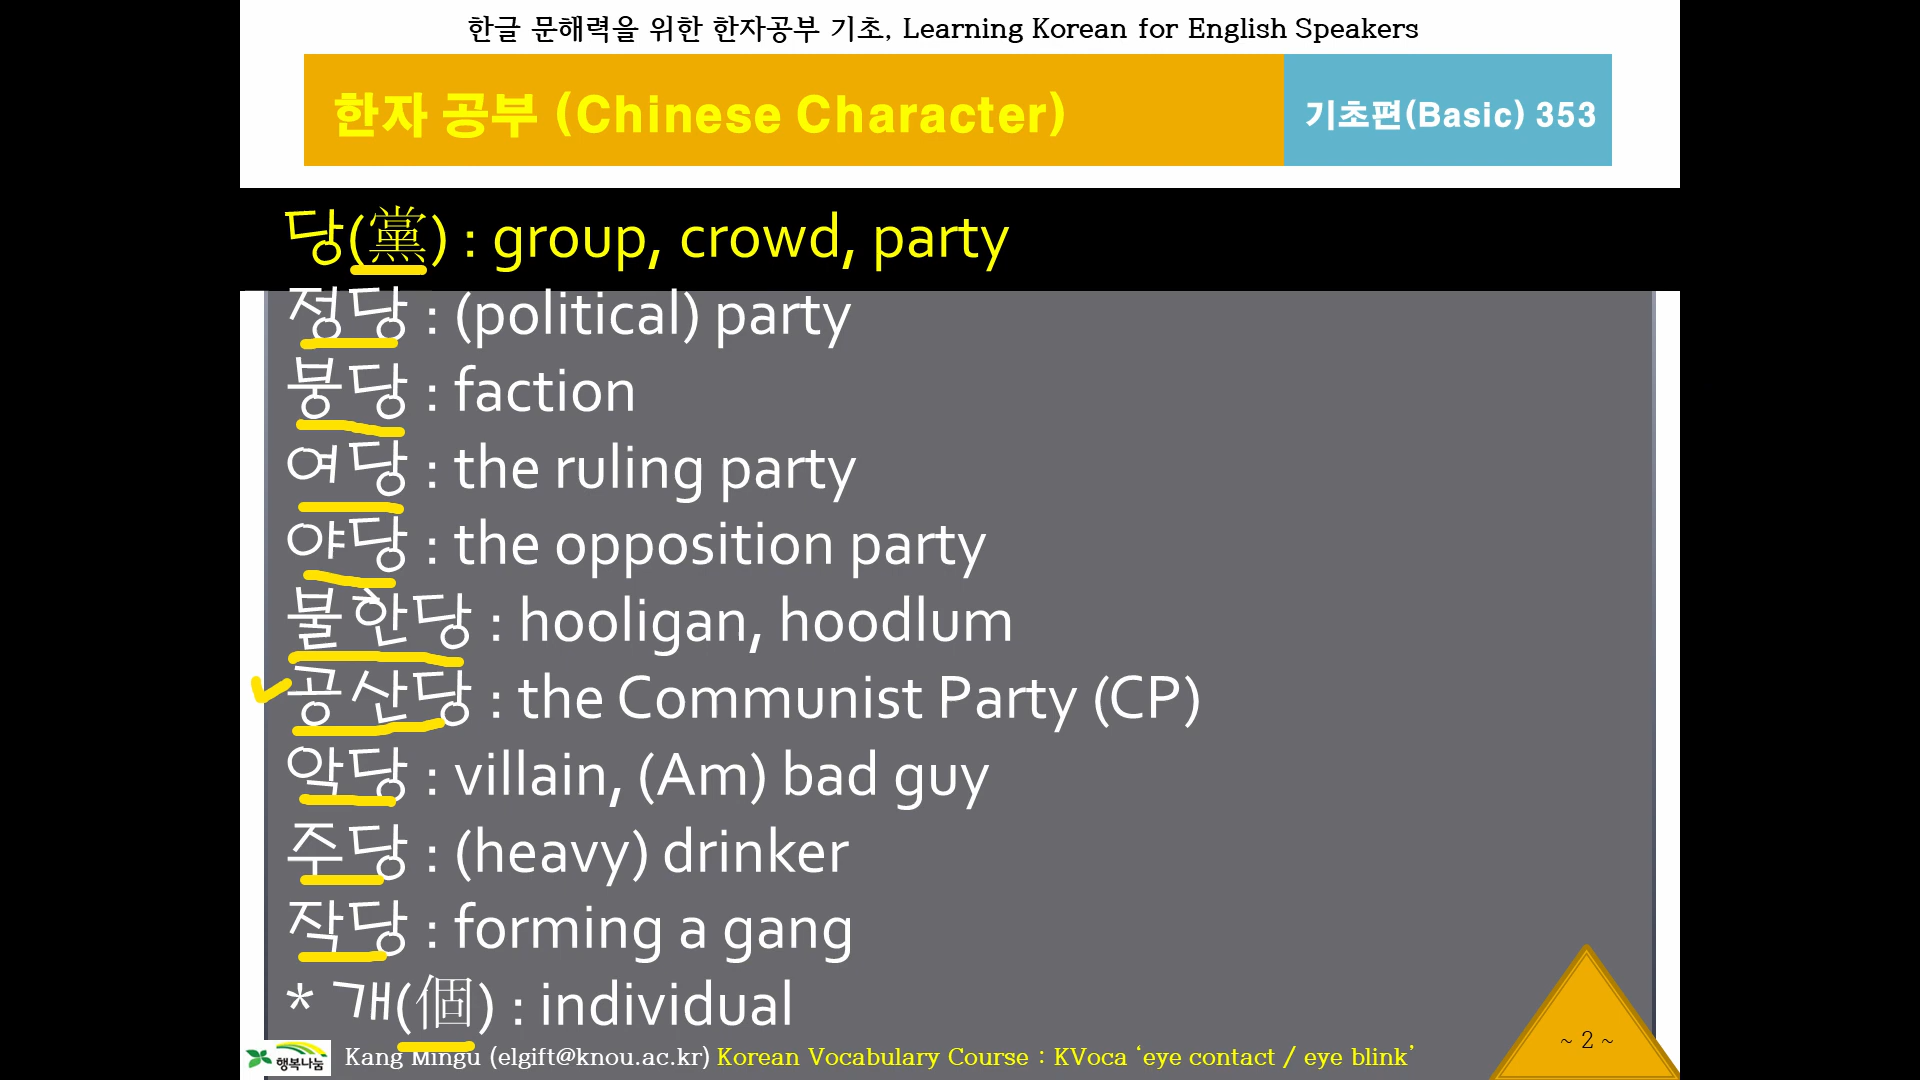 한글 문해력을 위한 한자공부 기초, Learning Korean for English Speakers
한자 공부 (Chinese Character)
기초편(Basic) 353
당(黨) : group, crowd, party
정당 : (political) party
붕당 : faction
여당 : the ruling party
야당 : the opposition party
불한당 : hooligan, hoodlum
공산당 : the Communist Party (CP)
악당 : villain, (Am) bad guy
주당 : (heavy) drinker
작당 : forming a gang
* 개(個) : individual
행복나눔
Kang Mingu (elgift@knou.ac.kr) Korean Vocabulary Course : KVoca ‘eye contact / eye blink’
~ 2 ~